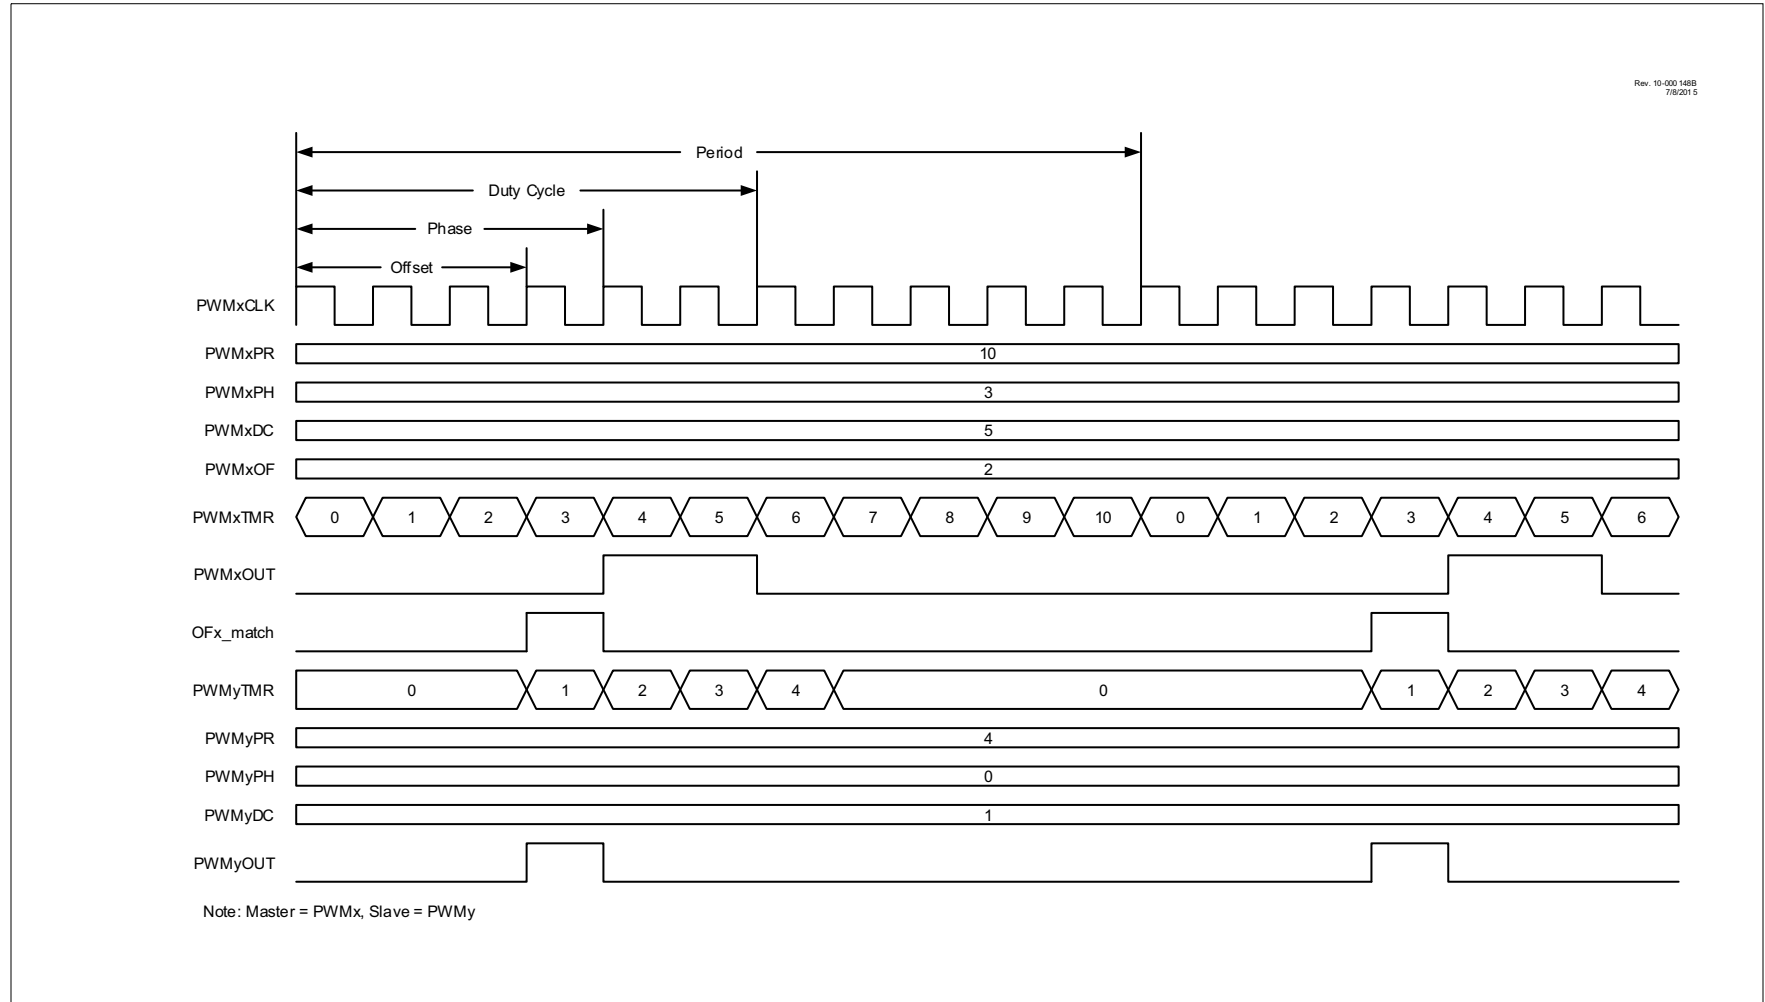 Rev. 10-000 148B
7/8/201 5
Period
Duty Cycle
Phase
Offset
PWMxCLK
PWMxPR 10
PWMxPH 3
PWMxDC 5
PWMxOF 2
PWMxTMR 0 1 2 3 4 5 6 7 8 9 10 0 1 2 3 4 5 6
PWMxOUT
OFx_match
PWMyTMR 0 1 2 3 4 0 1 2 3 4
PWMyPR 4
PWMyPH 0
PWMyDC 1
PWMyOUT
Note: Master = PWMx, Slave = PWMy